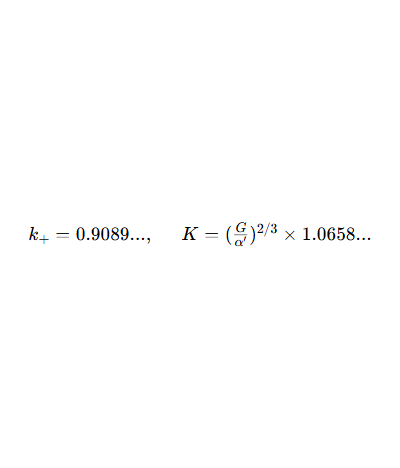 k₊ = 0.9089..., K = (G/α′)^{2/3} × 1.0658...